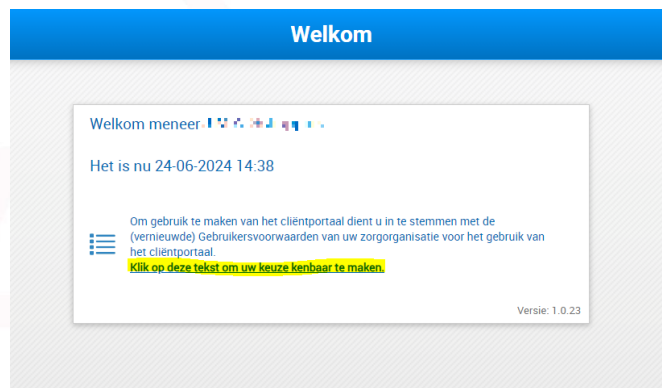 Welkom
Welkom meneer
Het is nu 24-06-2024 14:38
Om gebruik te maken van het cliëntportaal dient u in te stemmen met de
(vernieuwde) Gebruikersvoorwaarden van uw zorgorganisatie voor het gebruik van
het cliëntportaal.
Klik op deze tekst om uw keuze kenbaar te maken.
Versie: 1.0.23